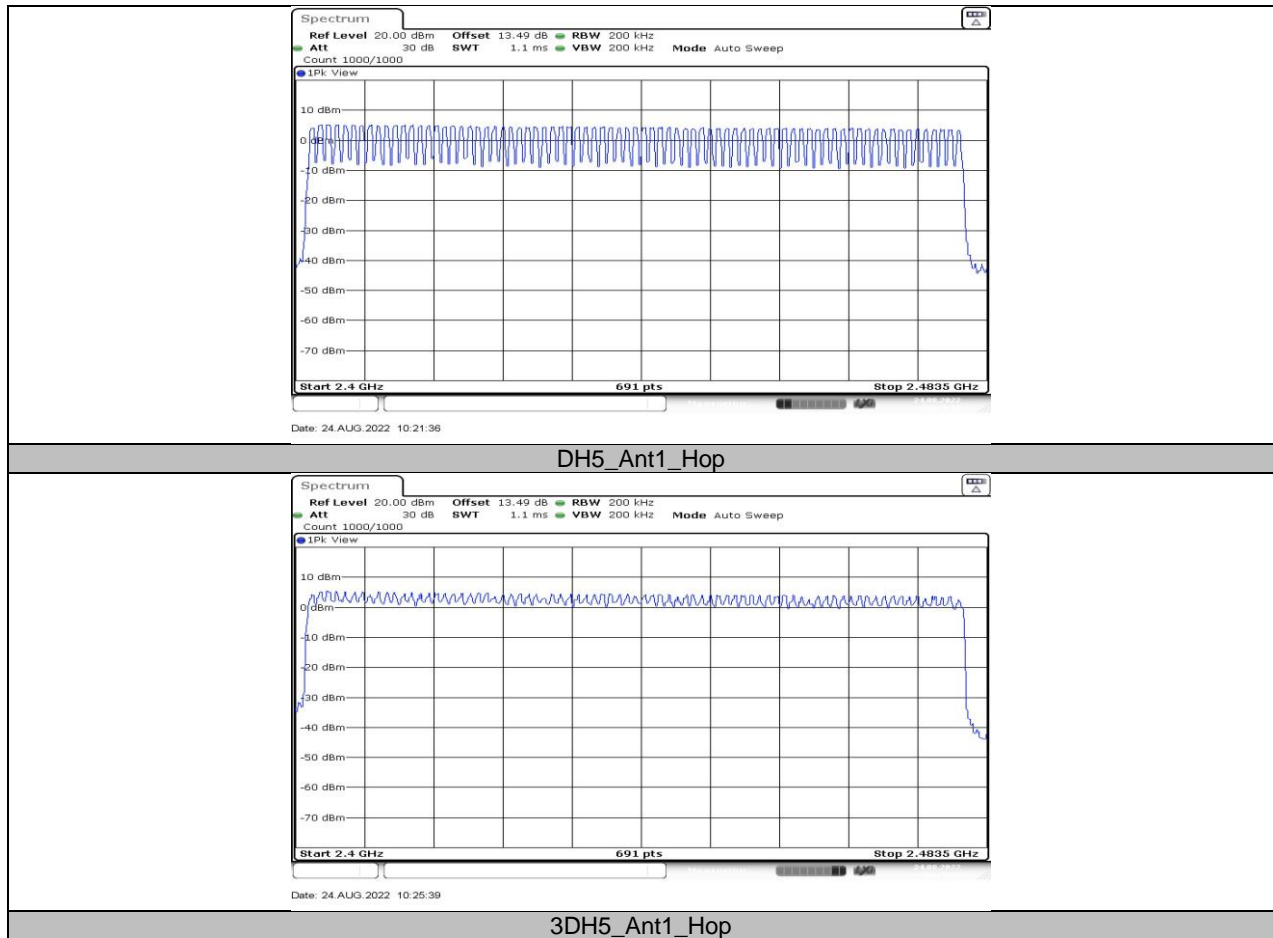 Spectrum
Ref Level 20.00 dBm Offset 13.49 dB RBW 200 kHz
Att 30 dB SWT 1.1 ms VBW 200 kHz Mode Auto Sweep
Count 1000/1000
1Pk View
10 dBm
0 dBm
-10 dBm
-20 dBm
-30 dBm
-40 dBm
-50 dBm
-60 dBm
-70 dBm
Start 2.4 GHz 691 pts Stop 2.4835 GHz
Date: 24.AUG.2022 10:21:36
DH5_Ant1_Hop
Spectrum
Ref Level 20.00 dBm Offset 13.49 dB RBW 200 kHz
Att 30 dB SWT 1.1 ms VBW 200 kHz Mode Auto Sweep
Count 1000/1000
1Pk View
10 dBm
0 dBm
-10 dBm
-20 dBm
-30 dBm
-40 dBm
-50 dBm
-60 dBm
-70 dBm
Start 2.4 GHz 691 pts Stop 2.4835 GHz
Date: 24.AUG.2022 10:25:39
3DH5_Ant1_Hop